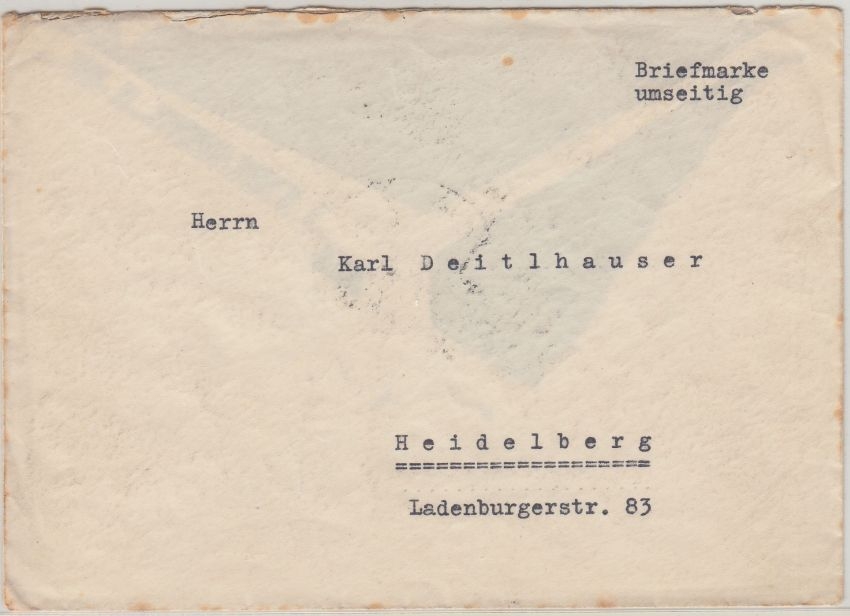 Briefmarke
umseitig
Herrn
Karl Deitlhauser
Heidelberg
Ladenburgerstr. 83